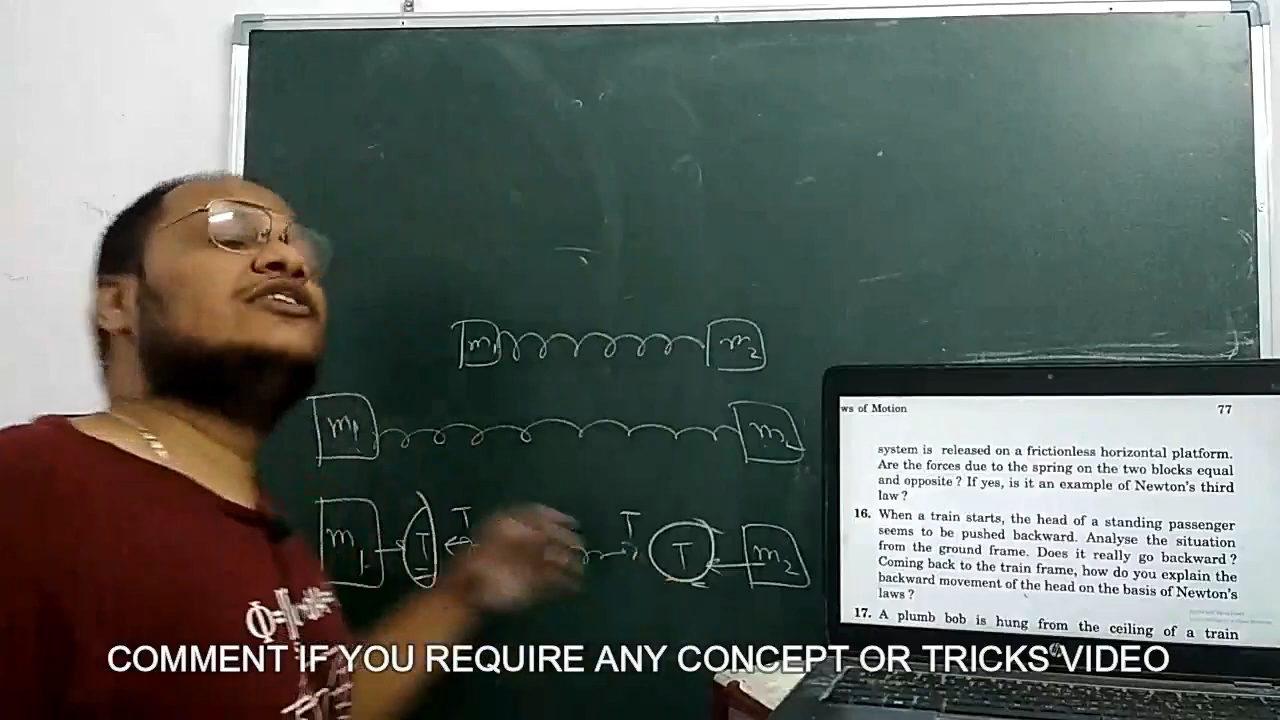 m1 m2
m1 m2
m1 T T T T m2
ws of Motion 77
system is released on a frictionless horizontal platform.
Are the forces due to the spring on the two blocks equal
and opposite ? If yes, is it an example of Newton's third
law ?
16. When a train starts, the head of a standing passenger
seems to be pushed backward. Analyse the situation
from the ground frame. Does it really go backward ?
Coming back to the train frame, how do you explain the
backward movement of the head on the basis of Newton's
laws ?
17. A plumb bob is hung from the ceiling of a train
COMMENT IF YOU REQUIRE ANY CONCEPT OR TRICKS VIDEO